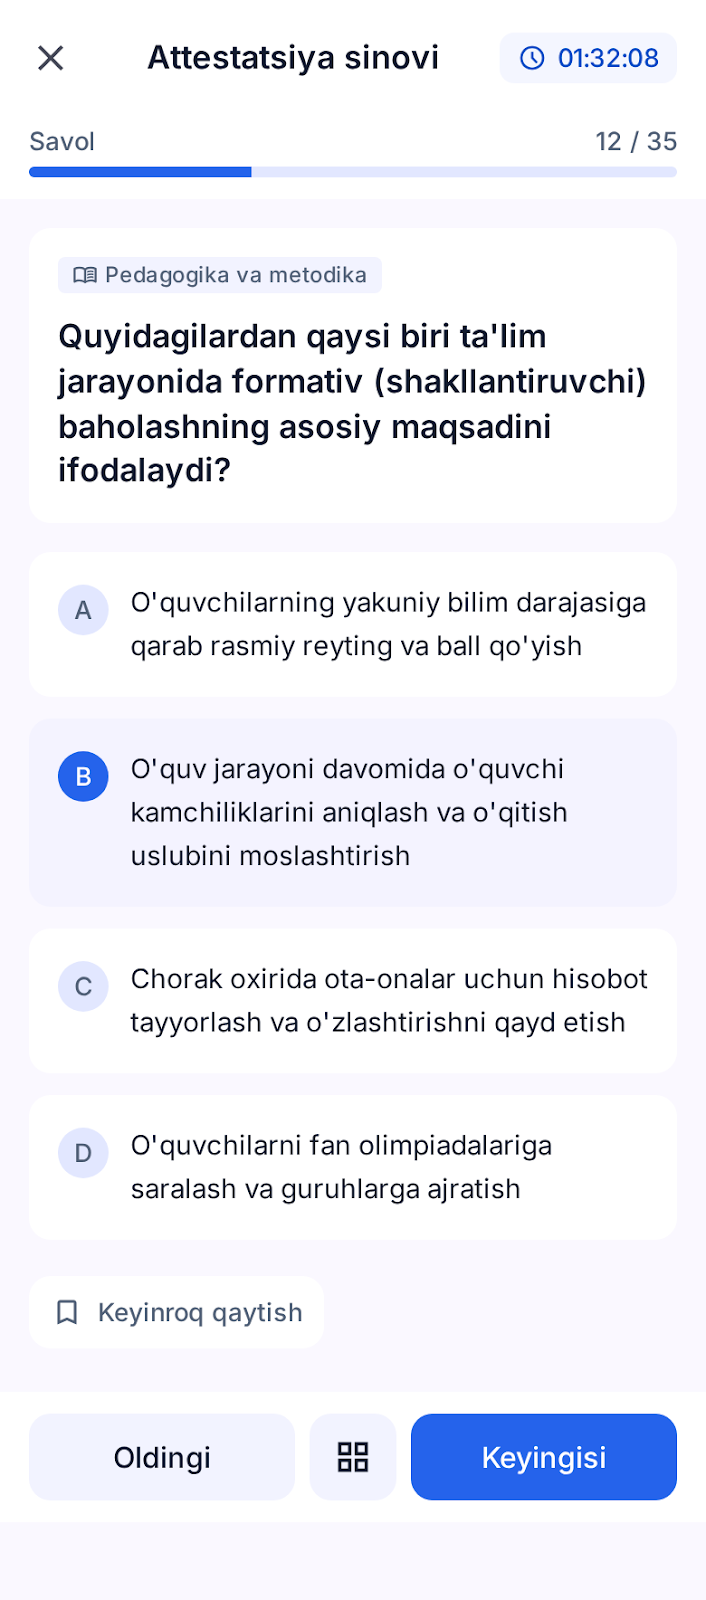 Attestatsiya sinovi
01:32:08
Savol
12 / 35
Pedagogika va metodika
Quyidagilardan qaysi biri ta'lim
jarayonida formativ (shakllantiruvchi)
baholashning asosiy maqsadini
ifodalaydi?
A
O'quvchilarning yakuniy bilim darajasiga
qarab rasmiy reyting va ball qo'yish
B
O'quv jarayoni davomida o'quvchi
kamchiliklarini aniqlash va o'qitish
uslubini moslashtirish
C
Chorak oxirida ota-onalar uchun hisobot
tayyorlash va o'zlashtirishni qayd etish
D
O'quvchilarni fan olimpiadalariga
saralash va guruhlarga ajratish
Keyinroq qaytish
Oldingi
Keyingisi